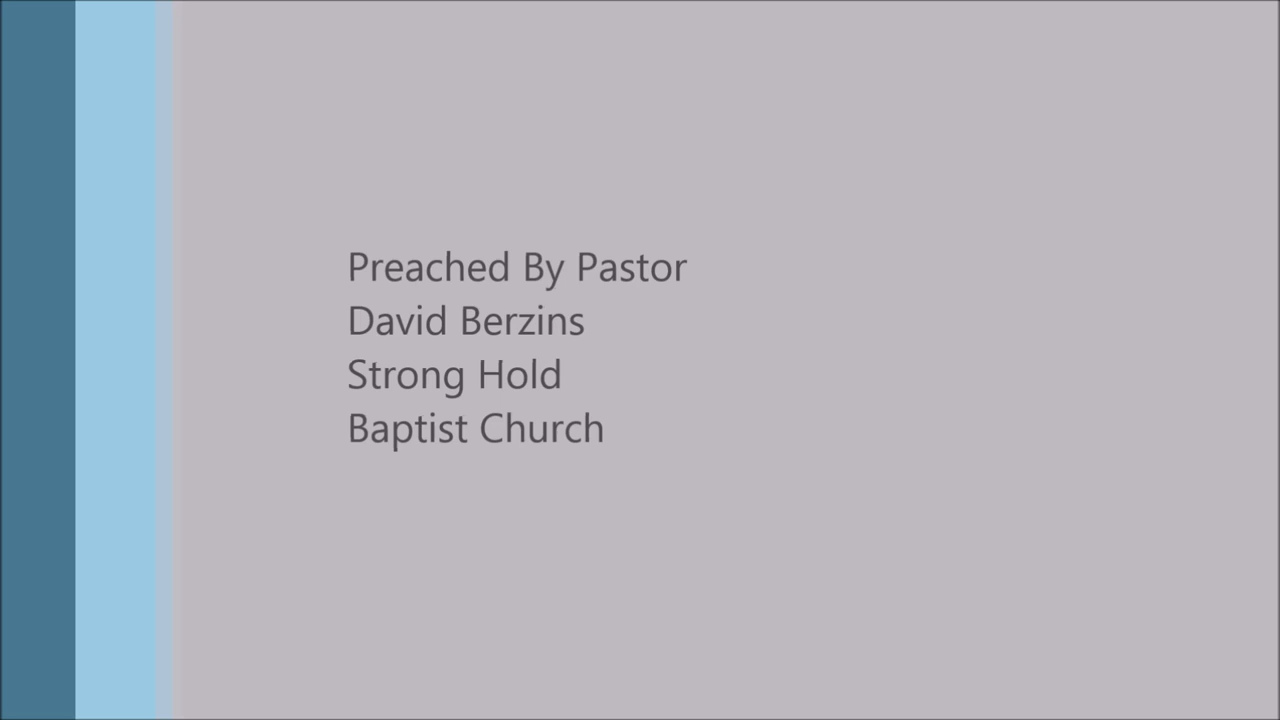 Preached By Pastor
David Berzins
Strong Hold
Baptist Church